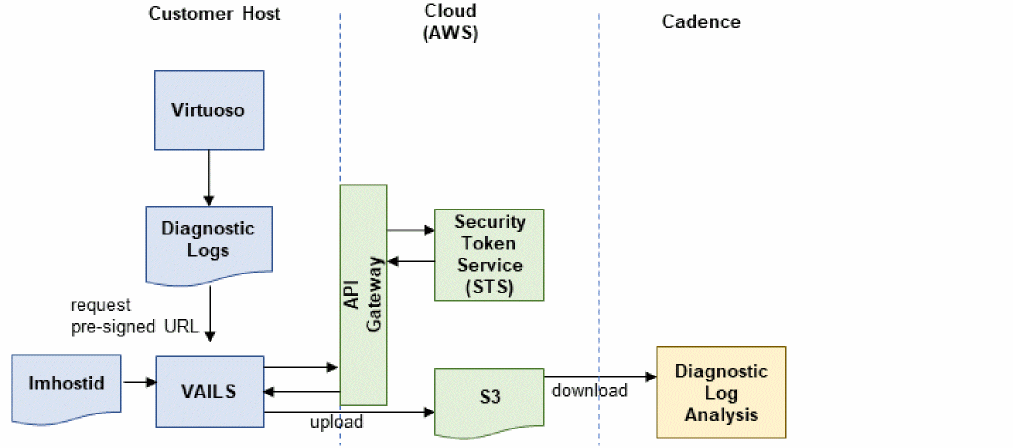 Customer Host
Cloud
(AWS)
Cadence
Virtuoso
Diagnostic
Logs
Security
Token
Service
(STS)
API
Gateway
request
pre-signed URL
lmhostid
VAILS
upload
S3
download
Diagnostic
Log
Analysis